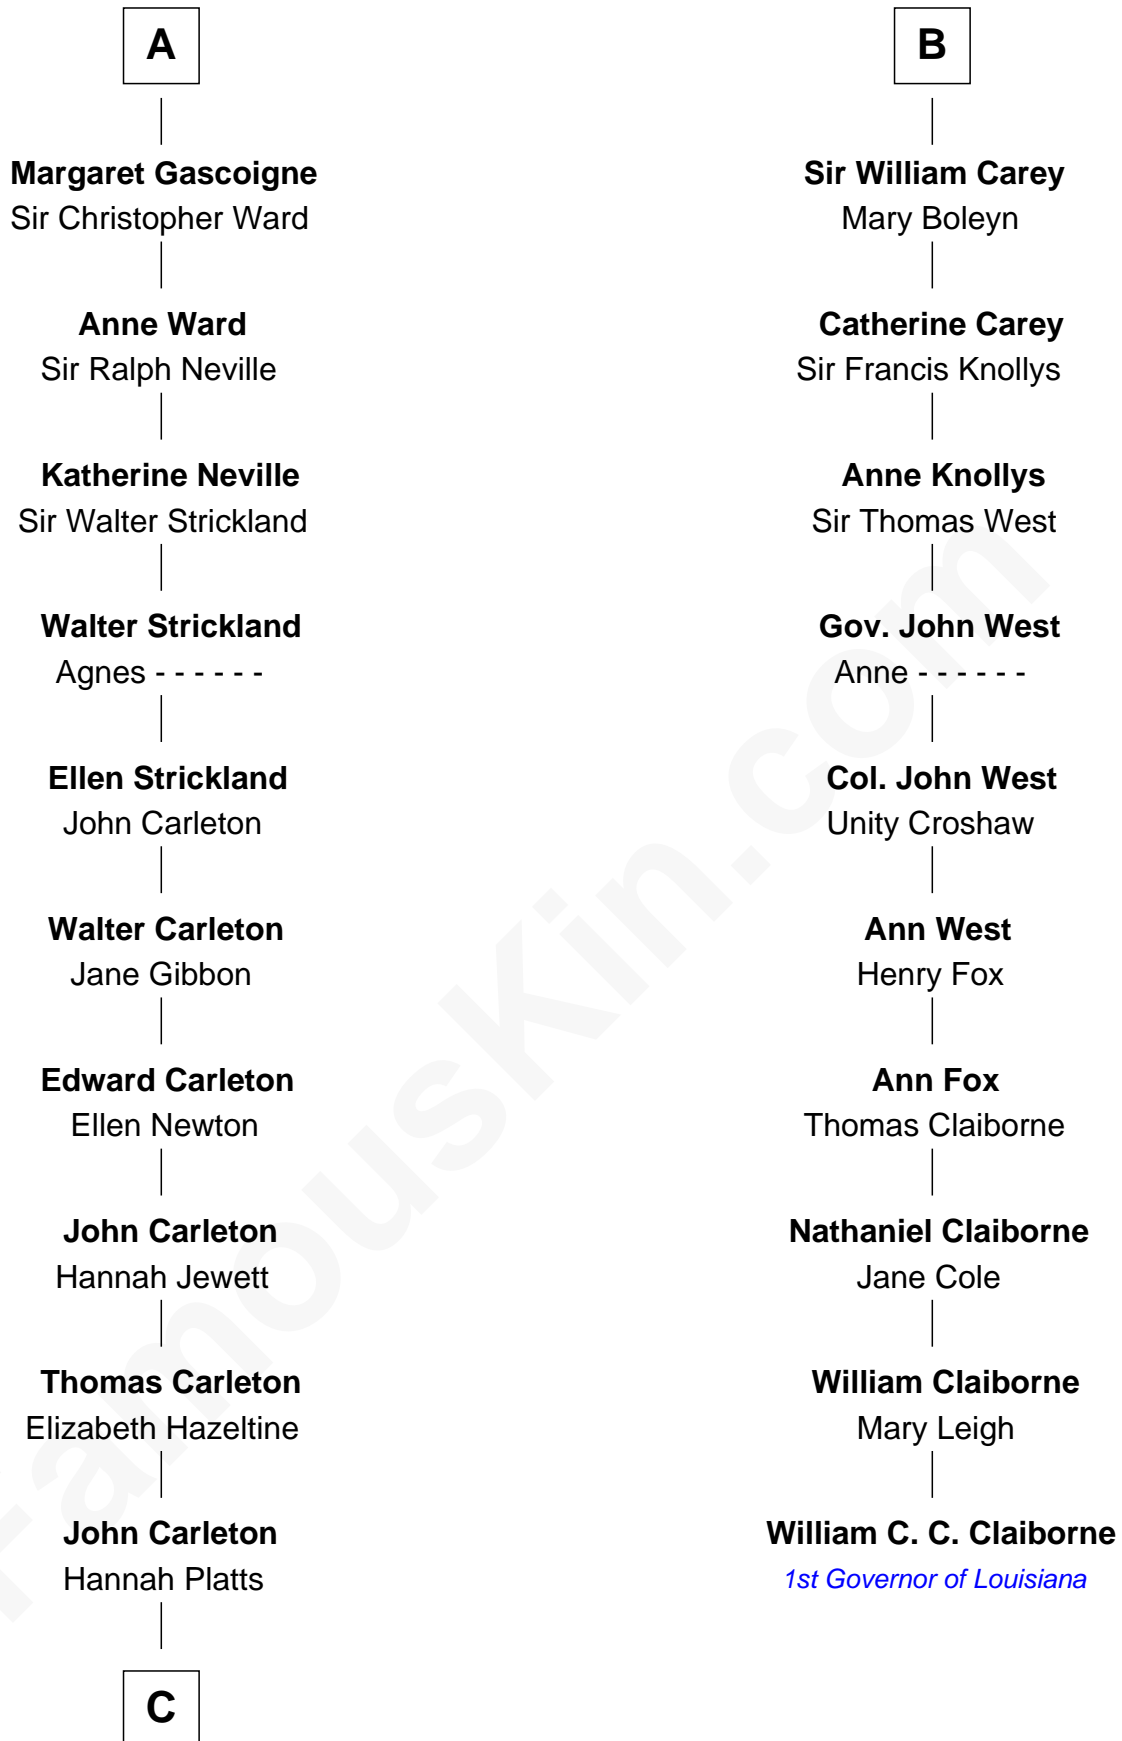 A
Margaret Gascoigne
Sir Christopher Ward
Anne Ward
Sir Ralph Neville
Katherine Neville
Sir Walter Strickland
Walter Strickland
Agnes - - - - - -
Ellen Strickland
John Carleton
Walter Carleton
Jane Gibbon
Edward Carleton
Ellen Newton
John Carleton
Hannah Jewett
Thomas Carleton
Elizabeth Hazeltine
John Carleton
Hannah Platts
C
B
Sir William Carey
Mary Boleyn
Catherine Carey
Sir Francis Knollys
Anne Knollys
Sir Thomas West
Gov. John West
Anne - - - - - -
Col. John West
Unity Croshaw
Ann West
Henry Fox
Ann Fox
Thomas Claiborne
Nathaniel Claiborne
Jane Cole
William Claiborne
Mary Leigh
William C. C. Claiborne
1st Governor of Louisiana
FamousKin.com